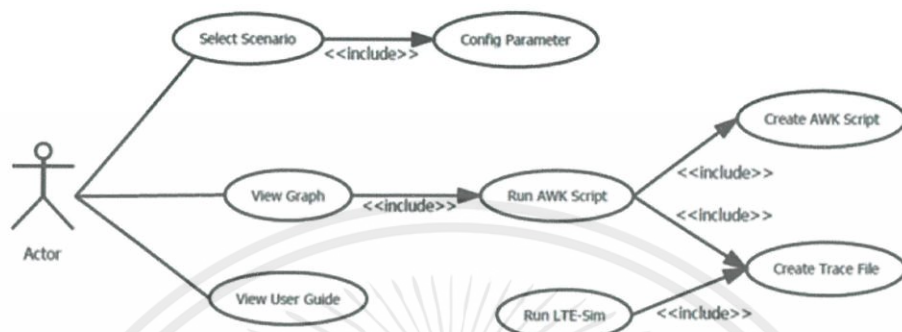 Select Scenario
Config Parameter
<<include>>
Create AWK Script
<<include>>
View Graph
Run AWK Script
<<include>>
<<include>>
Actor
Create Trace File
View User Guide
Run LTE-Sim
<<include>>